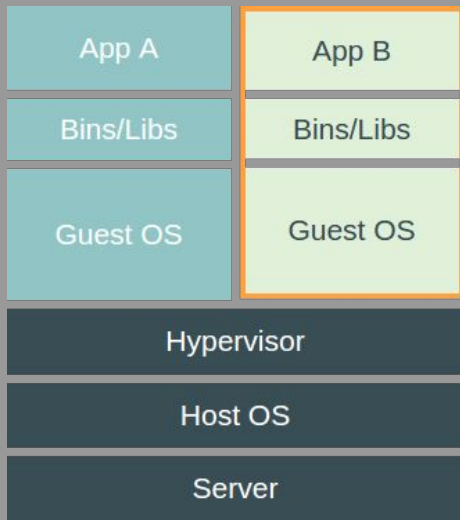 App A
App B
Bins/Libs
Bins/Libs
Guest OS
Guest OS
Hypervisor
Host OS
Server